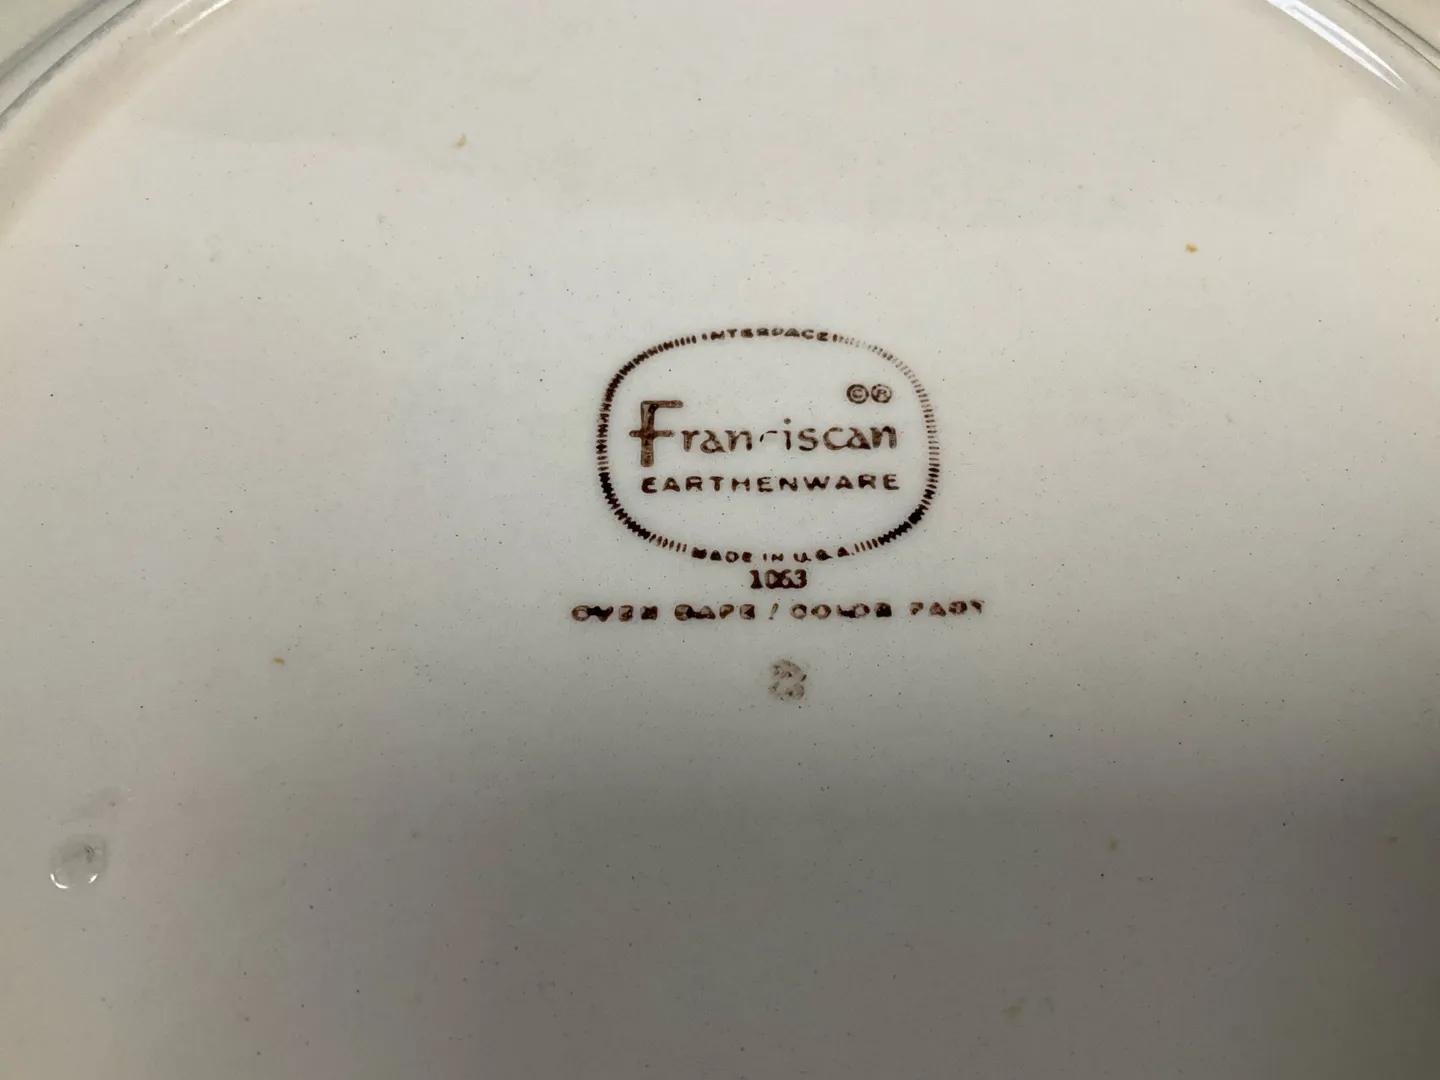 INTERPACE
©®
Franciscan
EARTHENWARE
MADE IN U.S.A.
1063
OVEN SAFE / COLOR FAST